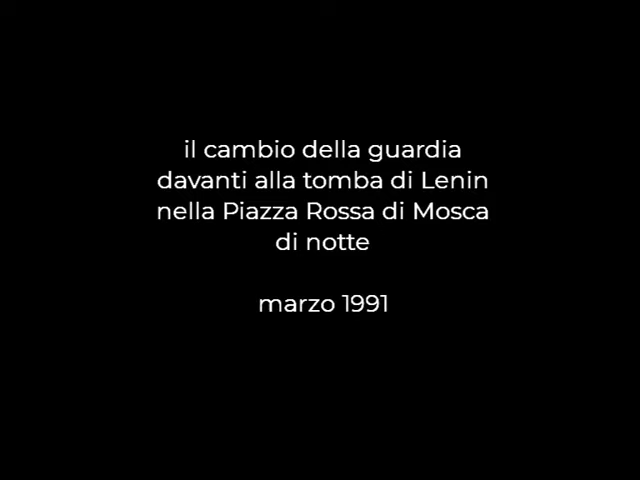 il cambio della guardia
davanti alla tomba di Lenin
nella Piazza Rossa di Mosca
di notte
marzo 1991